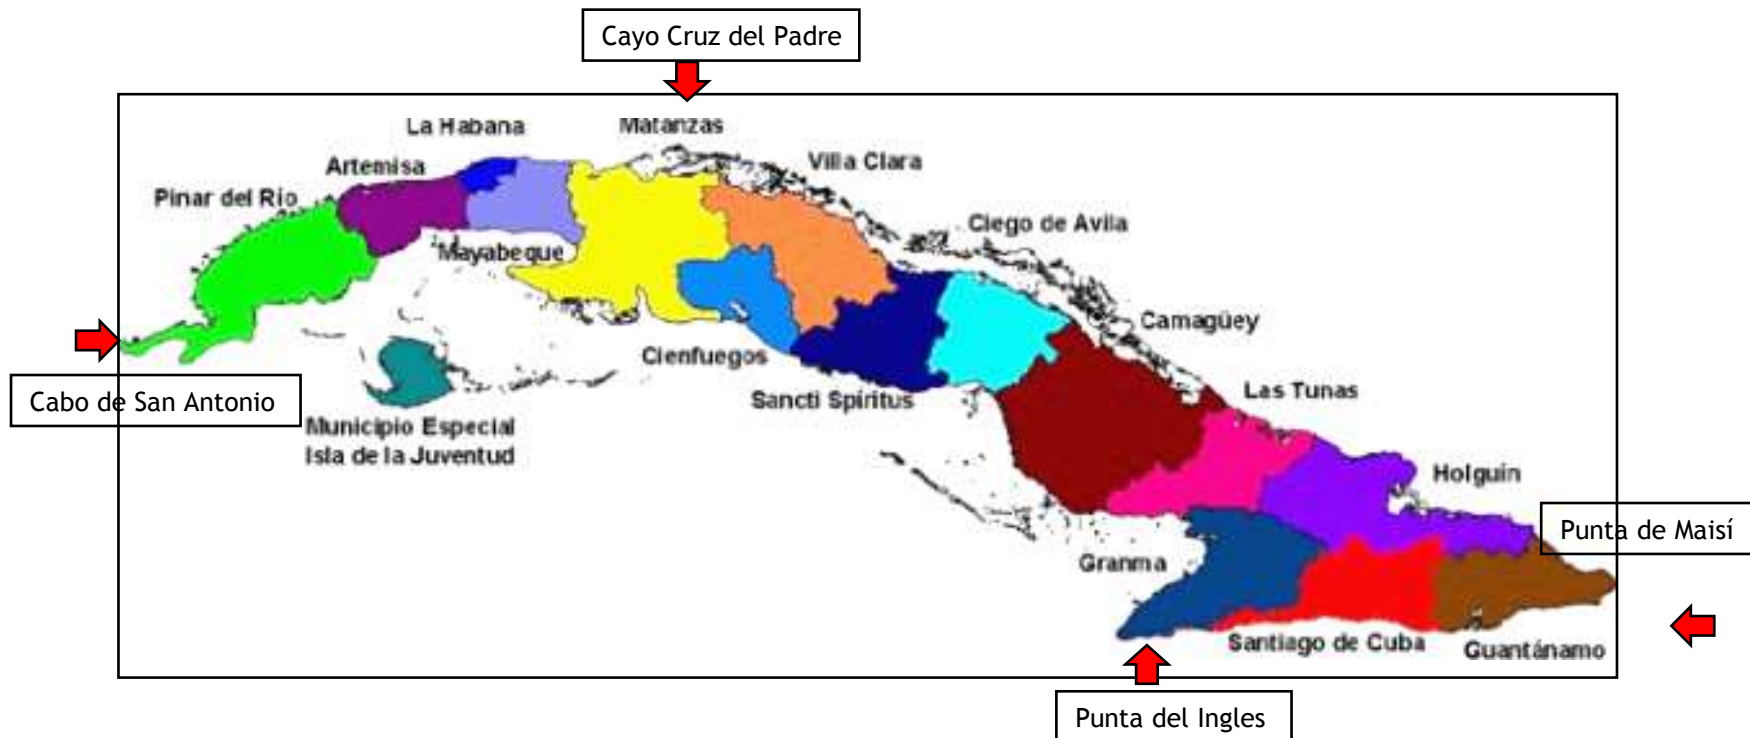 Cayo Cruz del Padre
La Habana
Matanzas
Artemisa
Villa Clara
Pinar del Río
Ciego de Avila
Mayabeque
Camagüey
Cienfuegos
Cabo de San Antonio
Sancti Spiritus
Las Tunas
Municipio Especial
Isla de la Juventud
Holguín
Punta de Maisí
Granma
Santiago de Cuba
Guantánamo
Punta del Ingles